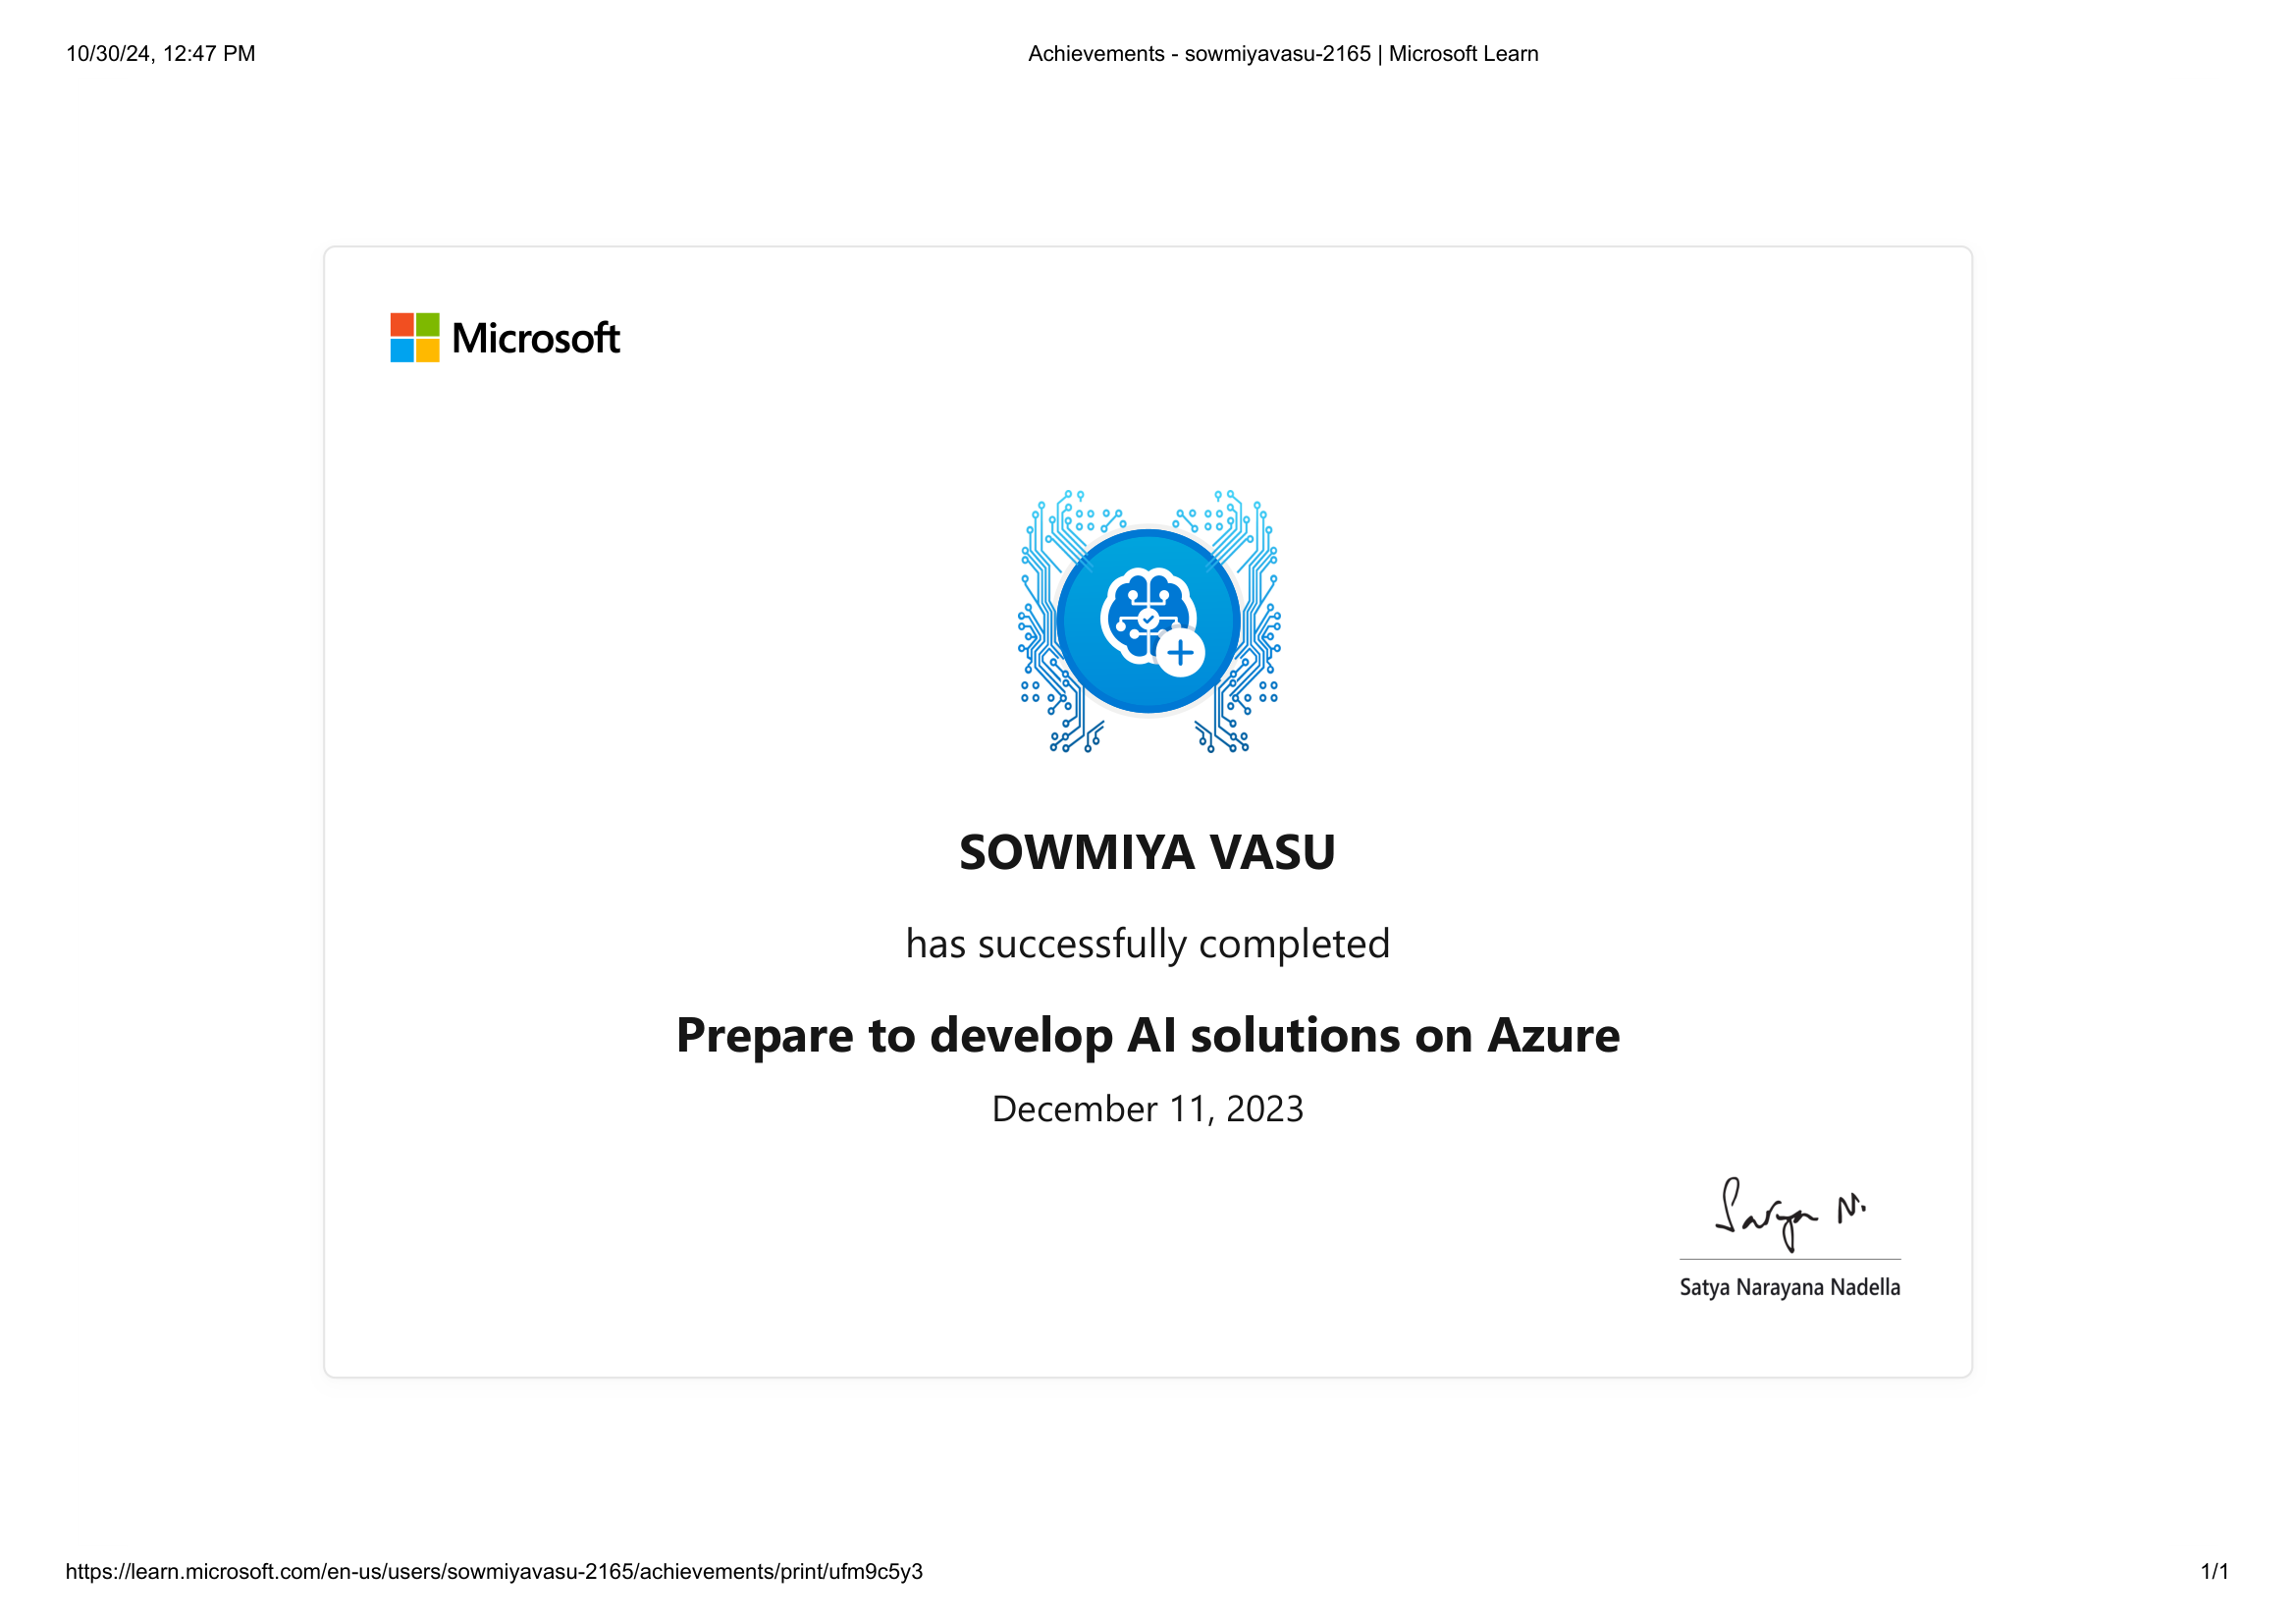 10/30/24, 12:47 PM
Achievements - sowmiyavasu-2165 | Microsoft Learn
Microsoft
SOWMIYA VASU
has successfully completed
Prepare to develop AI solutions on Azure
December 11, 2023
Satya N.
Satya Narayana Nadella
https://learn.microsoft.com/en-us/users/sowmiyavasu-2165/achievements/print/ufm9c5y3
1/1